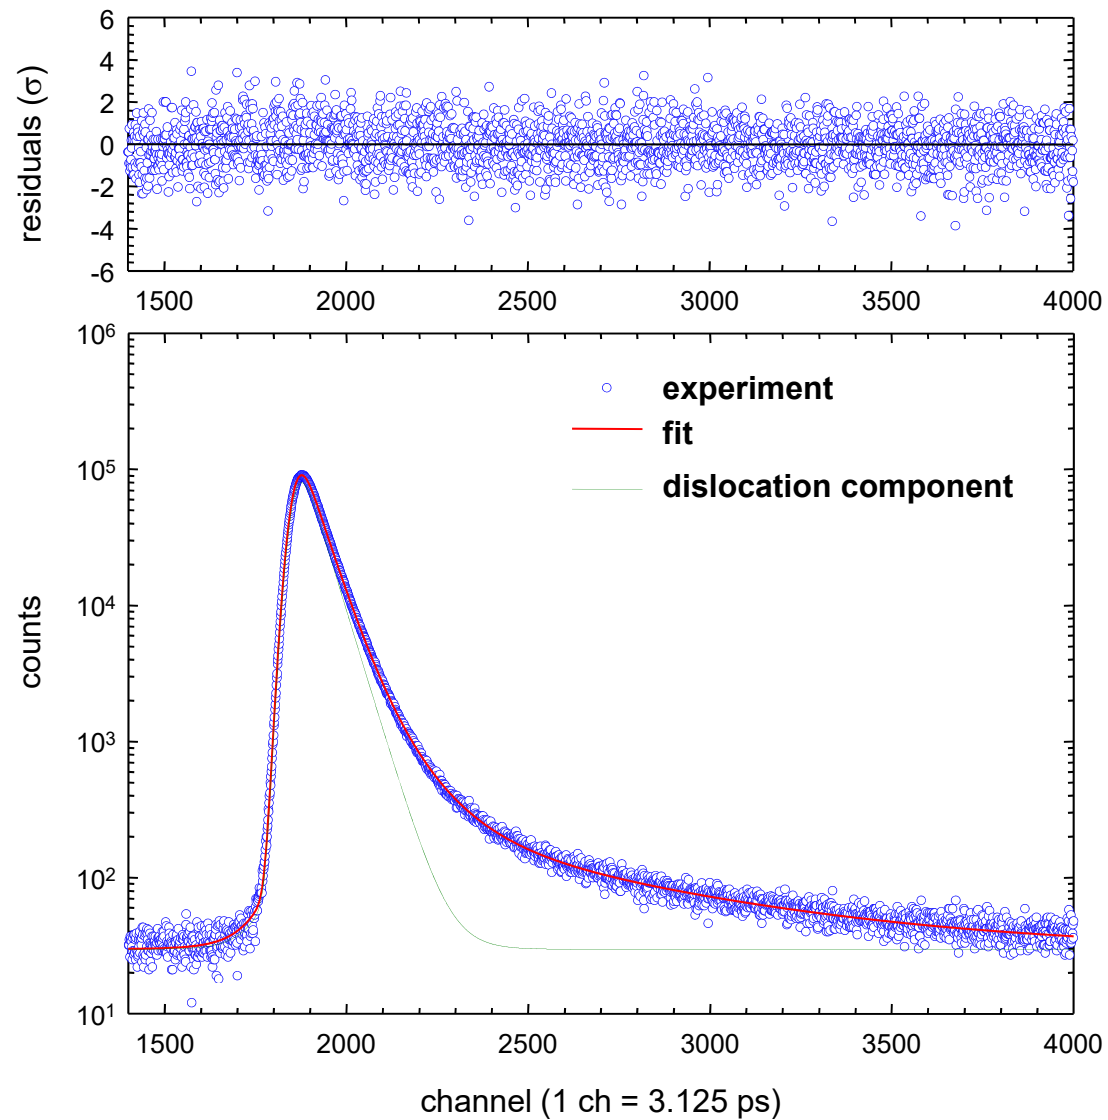 residuals (σ)
6
4
2
0
-2
-4
-6
1500 2000 2500 3000 3500 4000
10⁶
10⁵
10⁴
10³
10²
10¹
counts
experiment
fit
dislocation component
1500 2000 2500 3000 3500 4000
channel (1 ch = 3.125 ps)